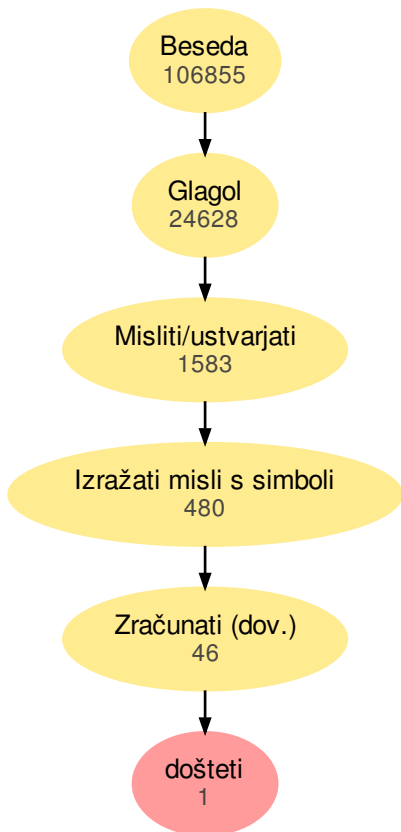 Beseda
106855
Glagol
24628
Misliti/ustvarjati
1583
Izražati misli s simboli
480
Zračunati (dov.)
46
došteti
1